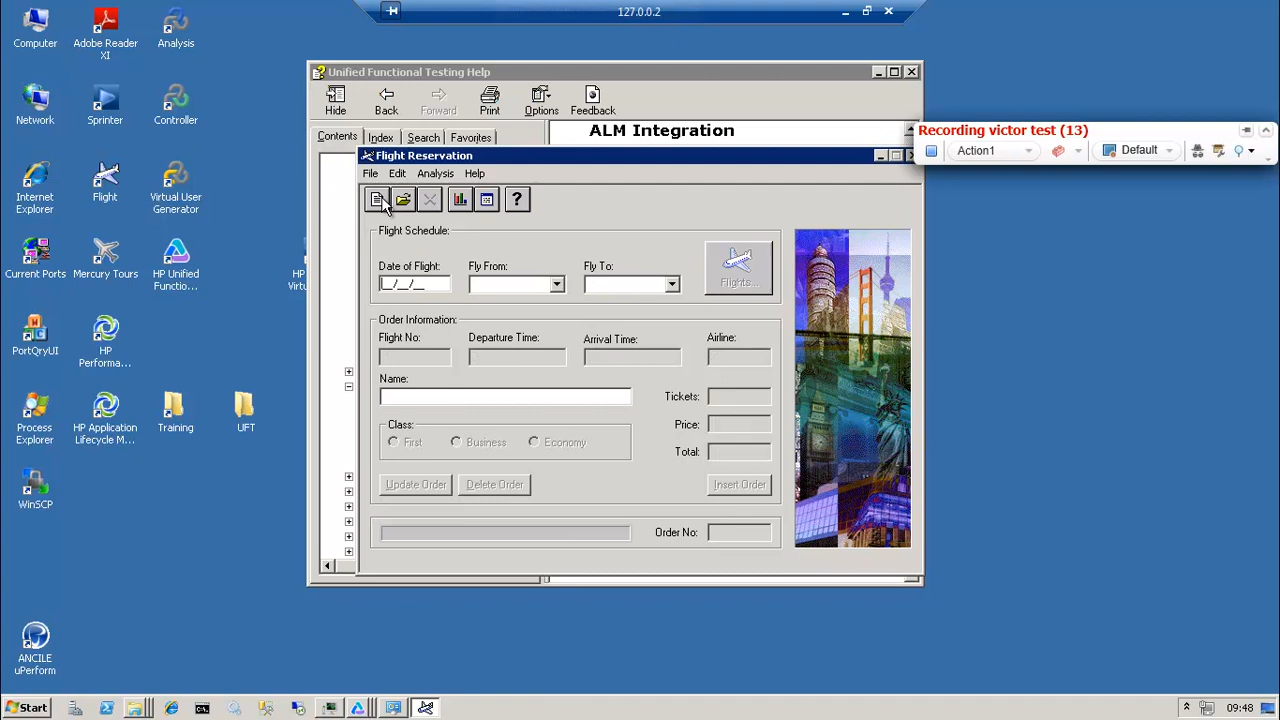 127.0.0.2
Computer
Adobe Reader
XI
Analysis
Network
Sprinter
Controller
Internet
Explorer
Flight
Virtual User
Generator
Current Ports
Mercury Tours
HP Unified
Functio...
HP
Virtu
PortQryUI
HP
Performa...
Process
Explorer
HP Application
Lifecycle M...
Training
UFT
WinSCP
ANCILE
uPerform
Unified Functional Testing Help
Hide
Back
Forward
Print
Options
Feedback
Contents
Index
Search
Favorites
ALM Integration
Recording victor test (13)
Action1
Default
Flight Reservation
File
Edit
Analysis
Help
?
Flight Schedule:
Date of Flight:
Fly From:
Fly To:
__/__/__
Flights...
Order Information:
Flight No:
Departure Time:
Arrival Time:
Airline:
Name:
Tickets:
Class:
First
Business
Economy
Price:
Total:
Update Order
Delete Order
Insert Order
Order No:
Start
09:48